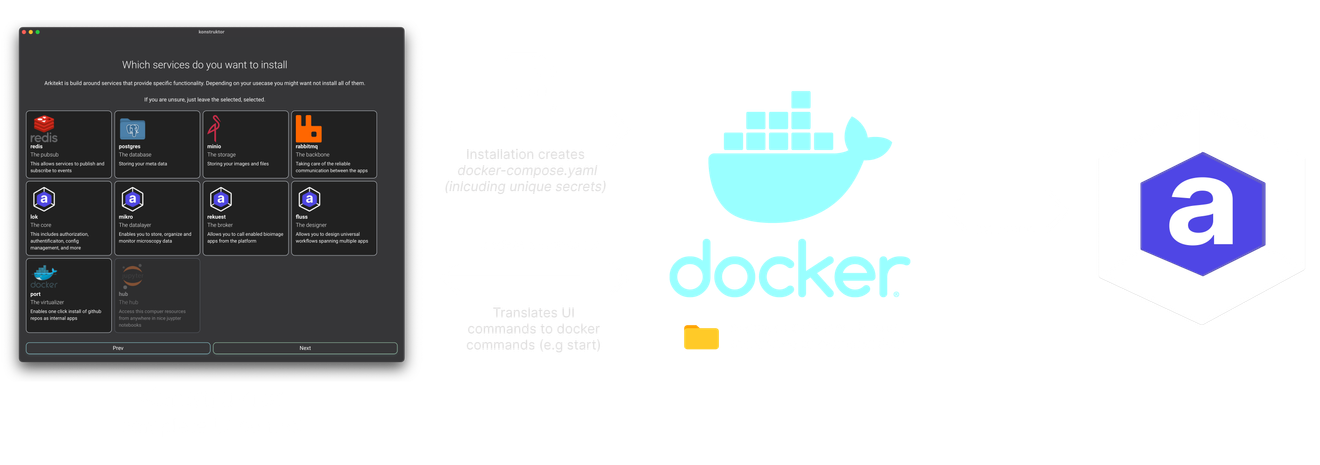 konstruktor
Which services do you want to install
Arkitekt is build around services that provide specific functionality. Depending on your usecase you might want not install all of them.
If you are unsure, just leave the selected, selected.
redis
redis
The pubsub
This allows services to publish and
subscribe to events
postgres
The database
Storing your meta data
minio
The storage
Storing your images and files
rabbitmq
The backbone
Taking care of the reliable
communication between the apps
a
lok
The core
This includes authorization,
authentificaiton, config
management, and more
a
mikro
The datalayer
Enables you to store, organize and
monitor microscopy data
a
rekuest
The broker
Allows you to call enabled bioimage
apps from the platform
a
fluss
The designer
Allows you to design universal
workflows spanning multiple apps
docker
port
The virtualizer
Enables one click install of github
repos as internal apps
hub
The hub
Access this compuer resources
from anywhere in new jupyter
notebooks
Prev
Next
Installation creates
docker-compose.yaml
(inlcuding unique secrets)
Translates UI
commands to docker
commands (e.g start)
docker
a